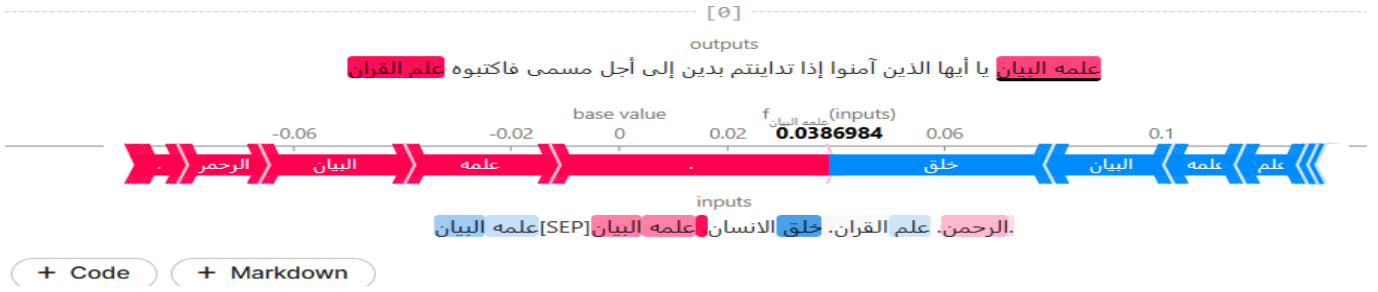 [0]
outputs
علمه البيان يا أيها الذين آمنوا إذا تداينتم بدين إلى أجل مسمى فاكتبوه علم القران
base value f علمه البيان (inputs)
-0.06 -0.02 0 0.02 0.0386984 0.06 0.1
. الرحمر البيان علمه . خلق البيان علمه علم
inputs
.الرحمن. علم القران. خلق الانسان. علمه البيان[SEP]علمه البيان
+ Code + Markdown